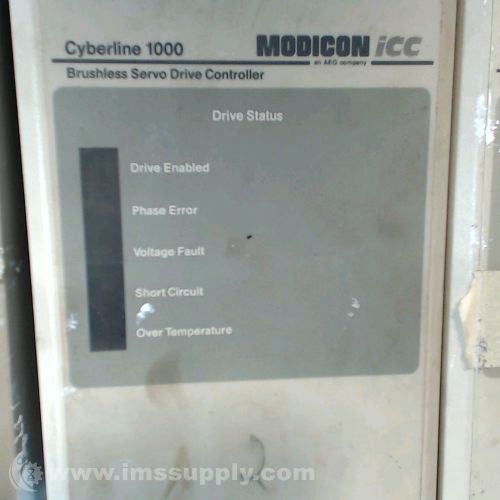 Cyberline 1000 MODICON icc
an AEG company
Brushless Servo Drive Controller
Drive Status
Drive Enabled
Phase Error
Voltage Fault
Short Circuit
Over Temperature
2
www.imssupply.com